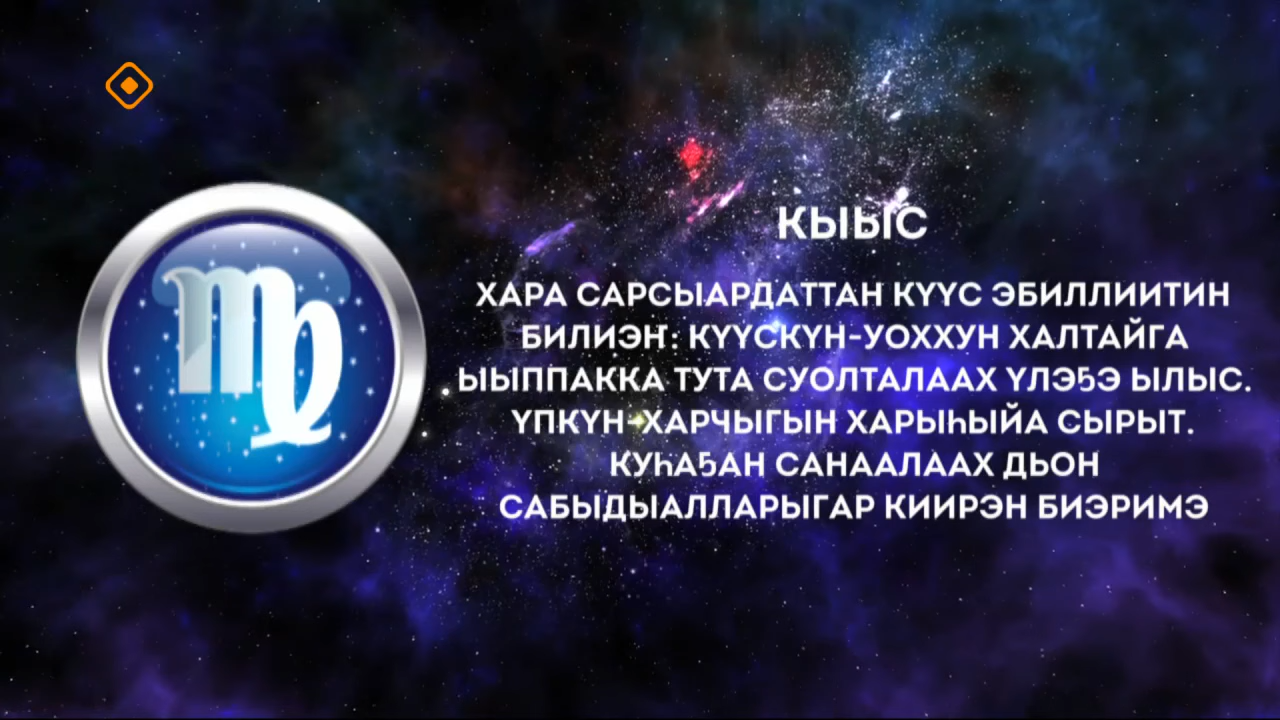 КЫЫС
ХАРА САРСЫАРДАТТАН КҮҮС ЭБИЛЛИИТИН
БИЛИЭҤ: КҮҮСКҮН-УОХХУН ХАЛТАЙГА
ЫЫППАККА ТУТА СУОЛТАЛААХ ҮЛЭҔЭ ЫЛЫС.
ҮПКҮН-ХАРЧЫГЫН ХАРЫҺЫЙА СЫРЫТ.
КУҺАҔАН САНААЛААХ ДЬОН
САБЫДЫАЛЛАРЫГАР КИИРЭН БИЭРИМЭ